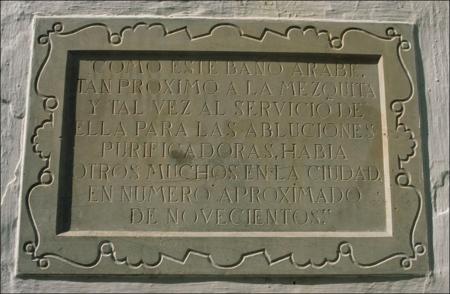 "COMO ESTE BAÑO ARABE,
TAN PROXIMO A LA MEZQUITA
Y TAL VEZ AL SERVICIO DE
ELLA PARA LAS ABLUCIONES
PURIFICADORAS, HABIA
OTROS MUCHOS EN LA CIUDAD,
EN NUMERO APROXIMADO
DE NOVECIENTOS."